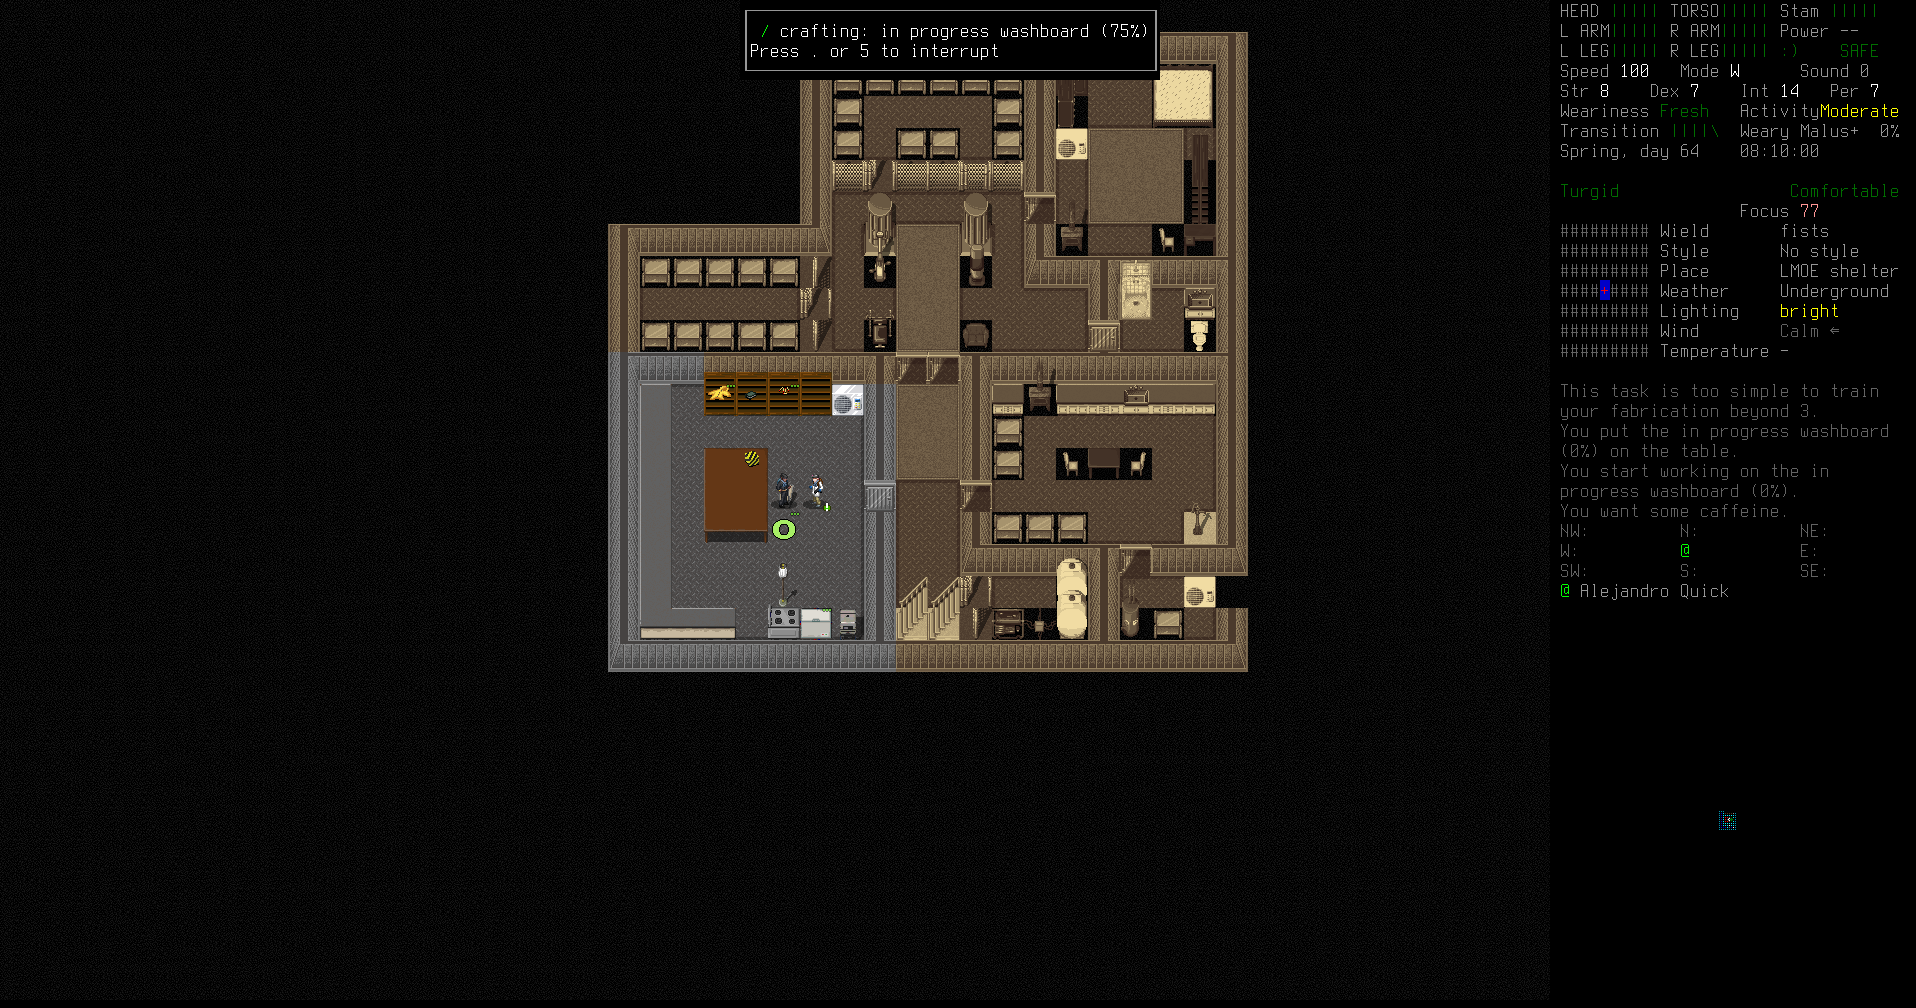 / crafting: in progress washboard (75%)
Press . or 5 to interrupt
HEAD ||||| TORSO||||| Stam |||||
L ARM||||| R ARM||||| Power --
L LEG||||| R LEG||||| :) SAFE
Speed 100 Mode W Sound 0
Str 8 Dex 7 Int 14 Per 7
Weariness Fresh ActivityModerate
Transition ||||\ Weary Malus+ 0%
Spring, day 64 08:10:00
Turgid Comfortable
Focus 77
######### Wield fists
######### Style No style
######### Place LMOE shelter
####+#### Weather Underground
######### Lighting bright
######### Wind Calm ⇐
######### Temperature -
This task is too simple to train
your fabrication beyond 3.
You put the in progress washboard
(0%) on the table.
You start working on the in
progress washboard (0%).
You want some caffeine.
NW: N: NE:
W: @ E:
SW: S: SE:
@ Alejandro Quick